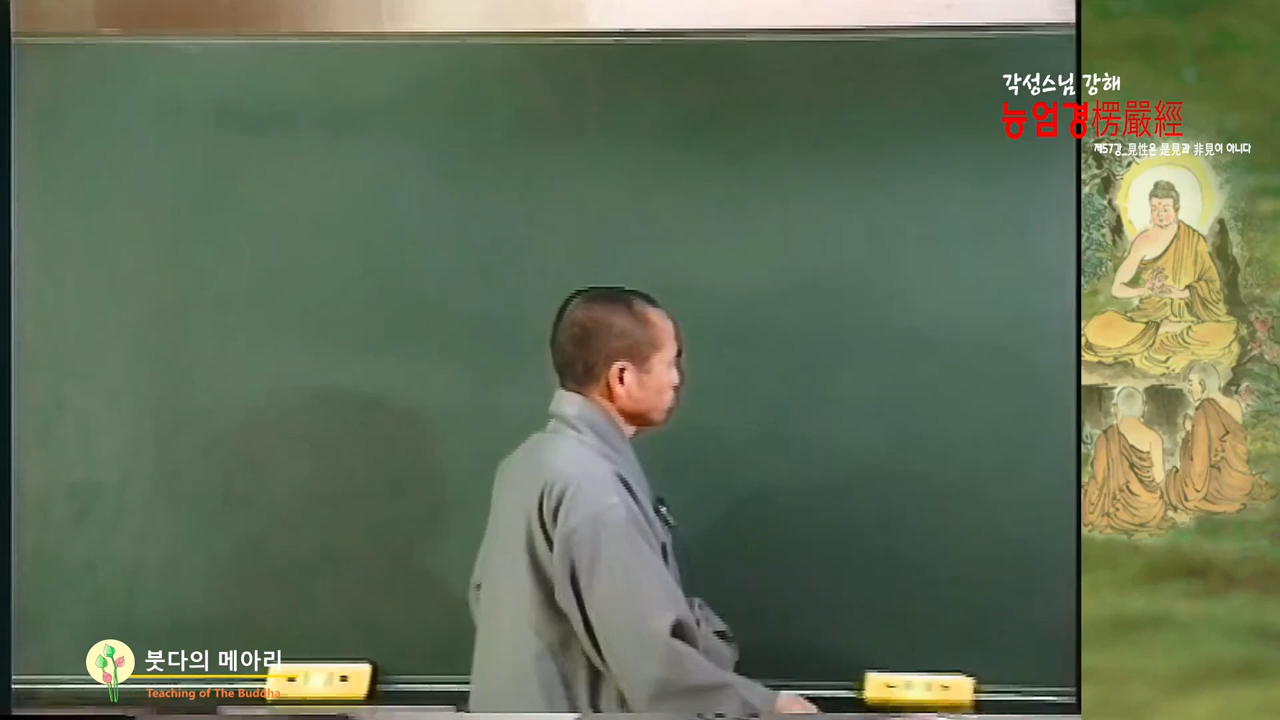 각성스님 강해
능엄경楞嚴經
제57강_見性은 是見과 非見이 아니다
붓다의 메아리
Teaching of The Buddha